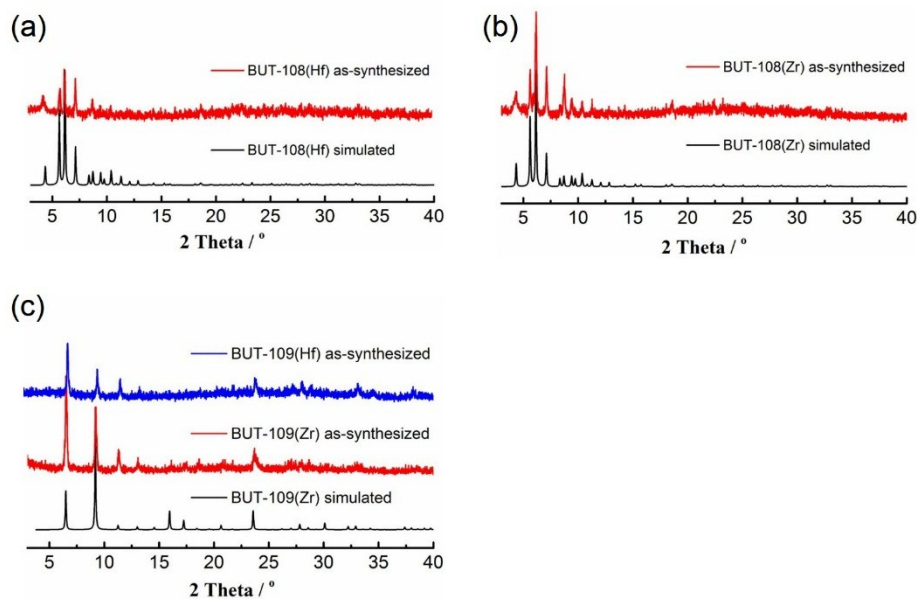 (a)
BUT-108(Hf) as-synthesized
BUT-108(Hf) simulated
5 10 15 20 25 30 35 40
2 Theta / °
(b)
BUT-108(Zr) as-synthesized
BUT-108(Zr) simulated
5 10 15 20 25 30 35 40
2 Theta / °
(c)
BUT-109(Hf) as-synthesized
BUT-109(Zr) as-synthesized
BUT-109(Zr) simulated
5 10 15 20 25 30 35 40
2 Theta / °